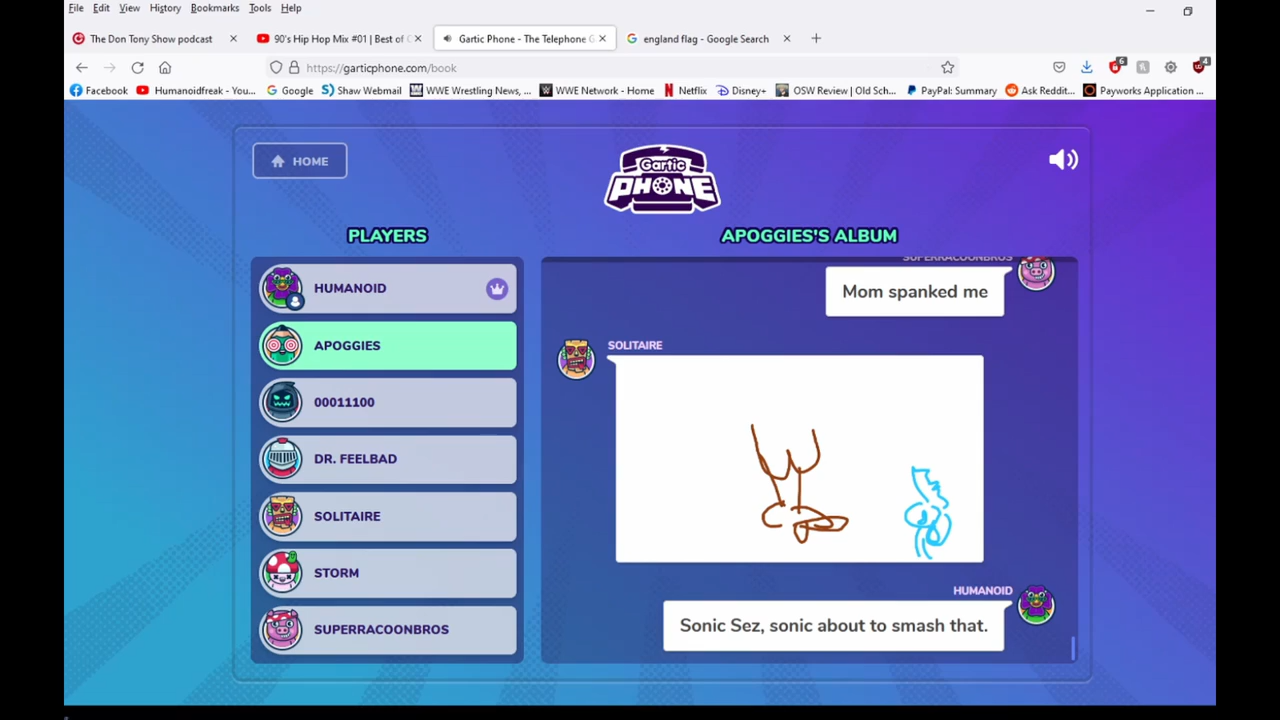 File Edit View History Bookmarks Tools Help
The Don Tony Show podcast
90's Hip Hop Mix #01 | Best of
Gartic Phone - The Telephone G
england flag - Google Search
https://garticphone.com/book
6
4
Facebook
Humanoidfreak - You...
Google
Shaw Webmail
WWE Wrestling News, ...
WWE Network - Home
Netflix
Disney+
OSW Review | Old Sch...
PayPal: Summary
Ask Reddit...
Payworks Application ...
HOME
Gartic
PHONE
PLAYERS
APOGGIES'S ALBUM
HUMANOID
APOGGIES
00011100
DR. FEELBAD
SOLITAIRE
STORM
SUPERRACOONBROS
SUPERRACOONBROS
Mom spanked me
SOLITAIRE
HUMANOID
Sonic Sez, sonic about to smash that.